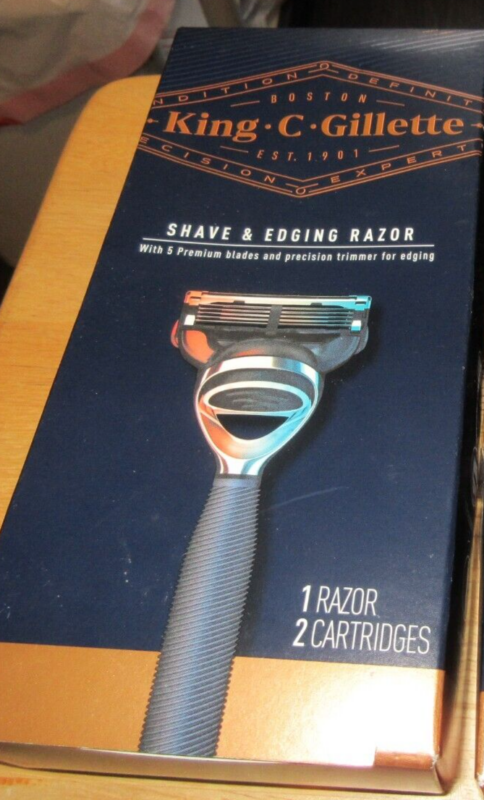 BOSTON
King·C·Gillette
EST. 1901
SHAVE & EDGING RAZOR
With 5 Premium blades and precision trimmer for edging
1 RAZOR
2 CARTRIDGES